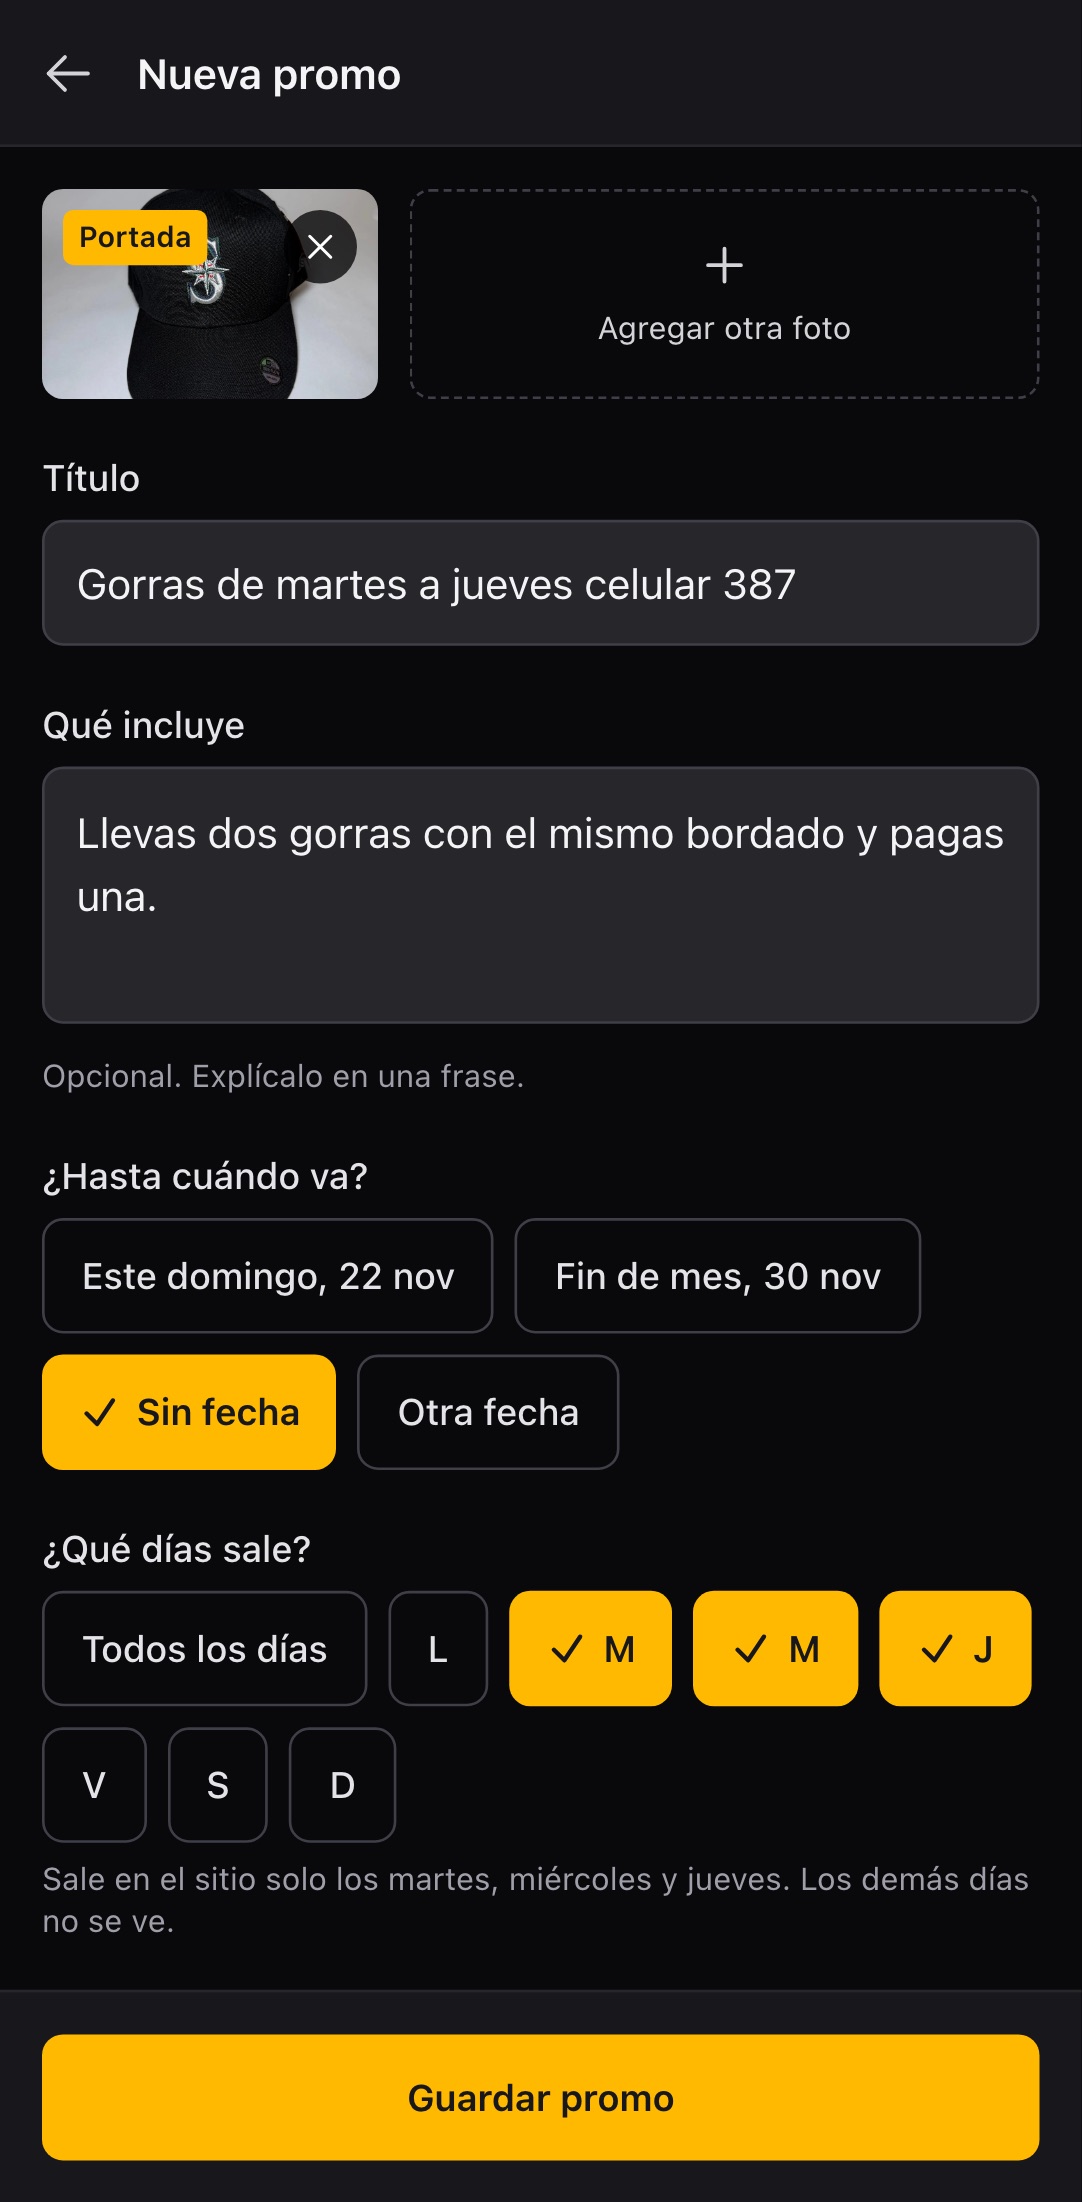 Nueva promo
Portada
S
Agregar otra foto
Título
Gorras de martes a jueves celular 387
Qué incluye
Llevas dos gorras con el mismo bordado y pagas
una.
Opcional. Explícalo en una frase.
¿Hasta cuándo va?
Este domingo, 22 nov
Fin de mes, 30 nov
Sin fecha
Otra fecha
¿Qué días sale?
Todos los días
L
M
M
J
V
S
D
Sale en el sitio solo los martes, miércoles y jueves. Los demás días
no se ve.
Guardar promo